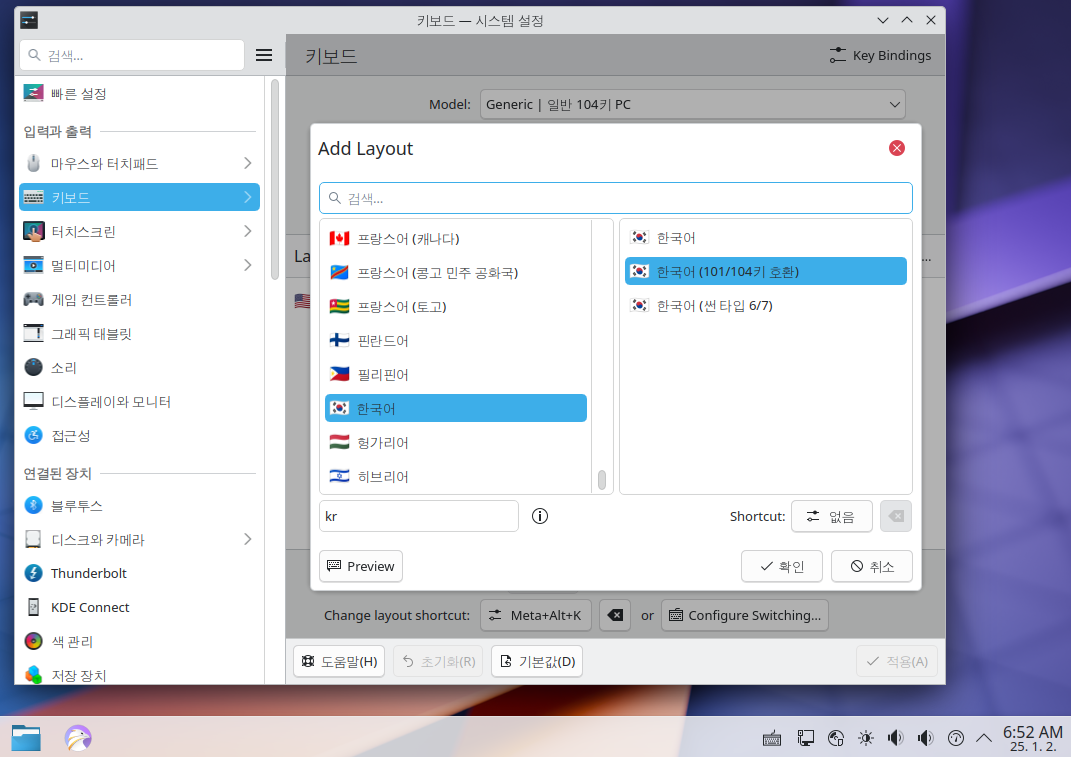 키보드 — 시스템 설정
검색...
키보드
Key Bindings
빠른 설정
입력과 출력
마우스와 터치패드
키보드
터치스크린
멀티미디어
게임 컨트롤러
그래픽 태블릿
소리
디스플레이와 모니터
접근성
연결된 장치
블루투스
디스크와 카메라
Thunderbolt
KDE Connect
색 관리
저장 장치
Model:
Generic | 일반 104키 PC
La
...
Add Layout
검색...
프랑스어 (캐나다)
프랑스어 (콩고 민주 공화국)
프랑스어 (토고)
핀란드어
필리핀어
한국어
헝가리어
히브리어
한국어
한국어 (101/104키 호환)
한국어 (썬 타입 6/7)
kr
Shortcut:
없음
Preview
확인
취소
Change layout shortcut:
Meta+Alt+K
or
Configure Switching...
도움말(H)
초기화(R)
기본값(D)
적용(A)
6:52 AM
25. 1. 2.